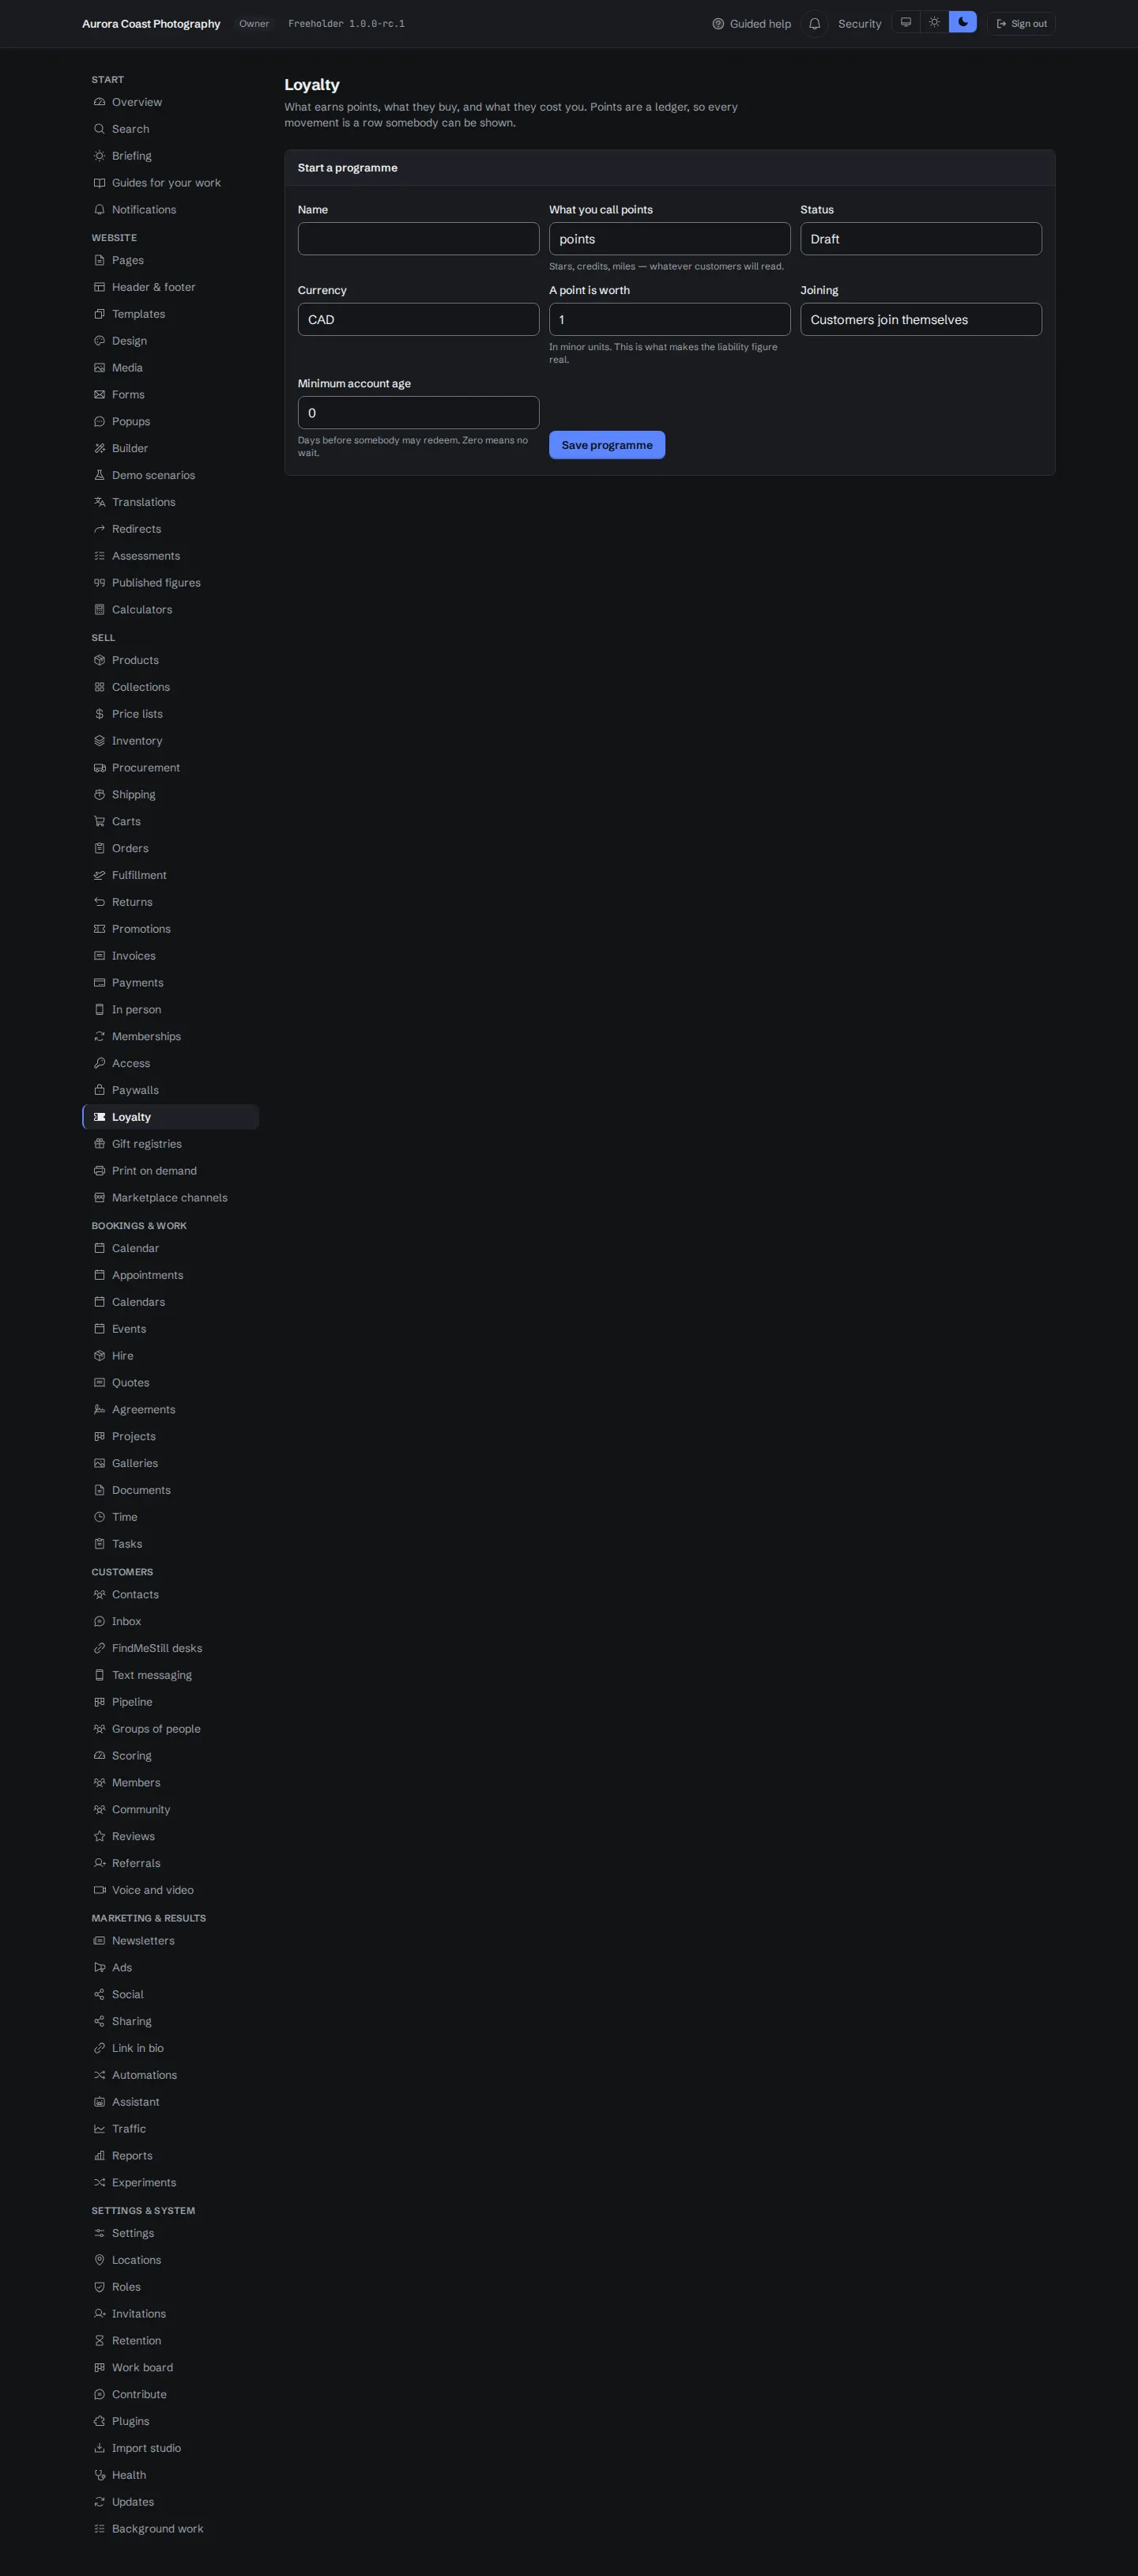 Aurora Coast Photography
Owner
Freeholder 1.0.0-rc.1
Guided help
Security
Sign out
START
Overview
Search
Briefing
Guides for your work
Notifications
WEBSITE
Pages
Header & footer
Templates
Design
Media
Forms
Popups
Builder
Demo scenarios
Translations
Redirects
Assessments
Published figures
Calculators
SELL
Products
Collections
Price lists
Inventory
Procurement
Shipping
Carts
Orders
Fulfillment
Returns
Promotions
Invoices
Payments
In person
Memberships
Access
Paywalls
Loyalty
Gift registries
Print on demand
Marketplace channels
BOOKINGS & WORK
Calendar
Appointments
Calendars
Events
Hire
Quotes
Agreements
Projects
Galleries
Documents
Time
Tasks
CUSTOMERS
Contacts
Inbox
FindMeStill desks
Text messaging
Pipeline
Groups of people
Scoring
Members
Community
Reviews
Referrals
Voice and video
MARKETING & RESULTS
Newsletters
Ads
Social
Sharing
Link in bio
Automations
Assistant
Traffic
Reports
Experiments
SETTINGS & SYSTEM
Settings
Locations
Roles
Invitations
Retention
Work board
Contribute
Plugins
Import studio
Health
Updates
Background work
Loyalty
What earns points, what they buy, and what they cost you. Points are a ledger, so every
movement is a row somebody can be shown.
Start a programme
Name
What you call points
points
Stars, credits, miles — whatever customers will read.
Status
Draft
Currency
CAD
A point is worth
1
In minor units. This is what makes the liability figure
real.
Joining
Customers join themselves
Minimum account age
0
Days before somebody may redeem. Zero means no
wait.
Save programme